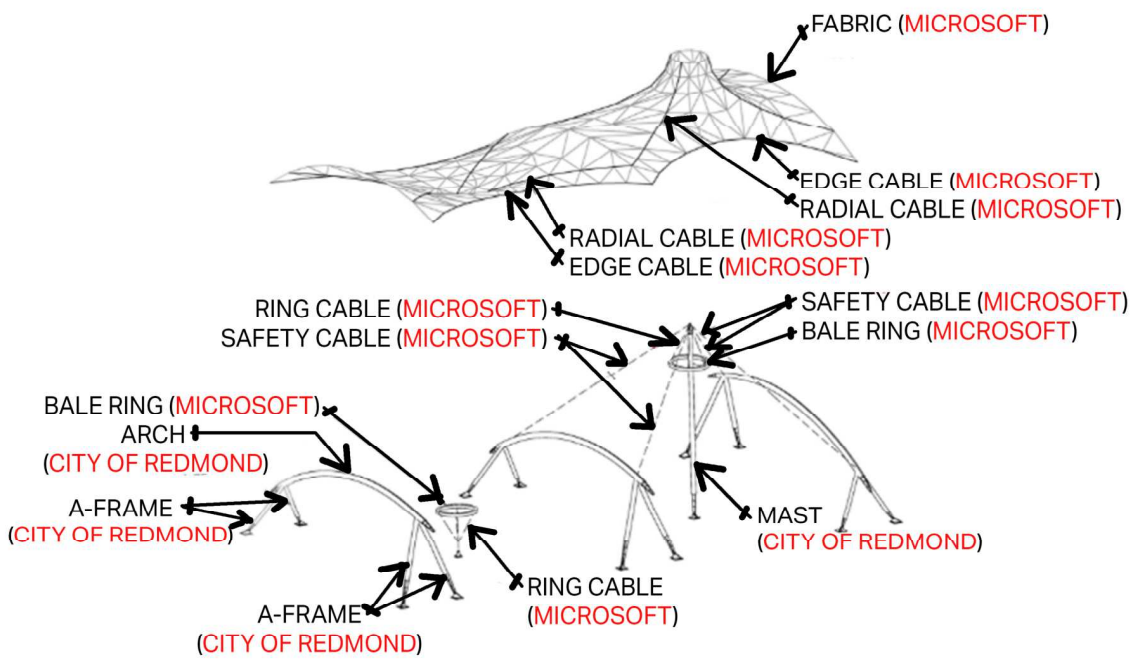 FABRIC (MICROSOFT)
EDGE CABLE (MICROSOFT)
RADIAL CABLE (MICROSOFT)
RADIAL CABLE (MICROSOFT)
EDGE CABLE (MICROSOFT)
RING CABLE (MICROSOFT)
SAFETY CABLE (MICROSOFT)
SAFETY CABLE (MICROSOFT)
BALE RING (MICROSOFT)
BALE RING (MICROSOFT)
ARCH
(CITY OF REDMOND)
A-FRAME
(CITY OF REDMOND)
MAST
(CITY OF REDMOND)
RING CABLE
(MICROSOFT)
A-FRAME
(CITY OF REDMOND)